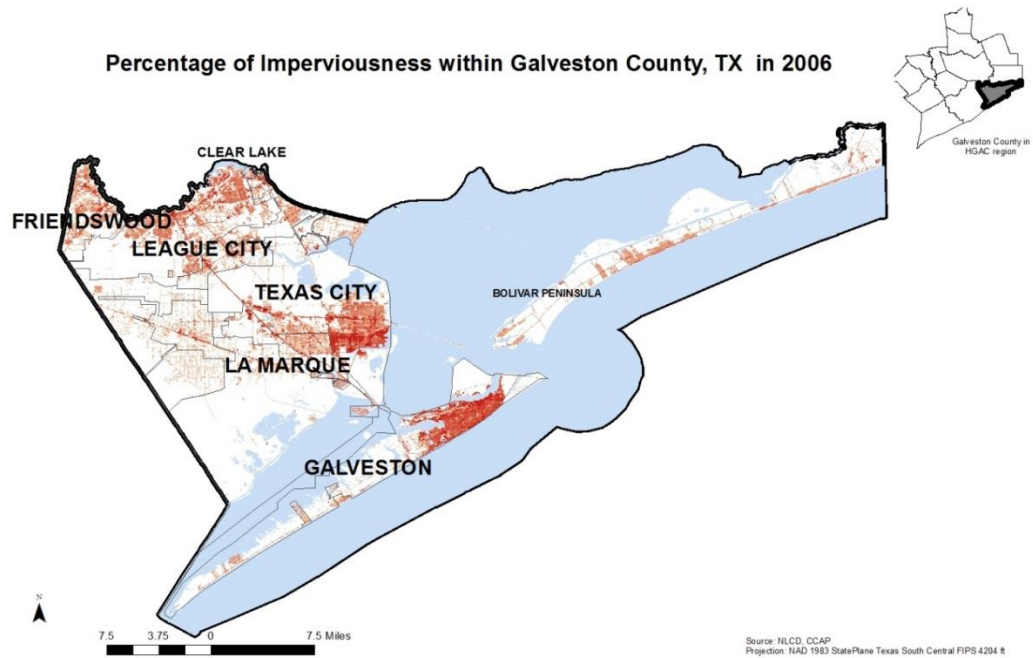 Percentage of Imperviousness within Galveston County, TX in 2006
Galveston County in
HGAC region
CLEAR LAKE
FRIENDSWOOD
LEAGUE CITY
TEXAS CITY
BOLIVAR PENINSULA
LA MARQUE
GALVESTON
N
7.5 3.75 0 7.5 Miles
Source: NLCD, CCAP
Projection: NAD 1983 StatePlane Texas South Central FIPS 4204 ft